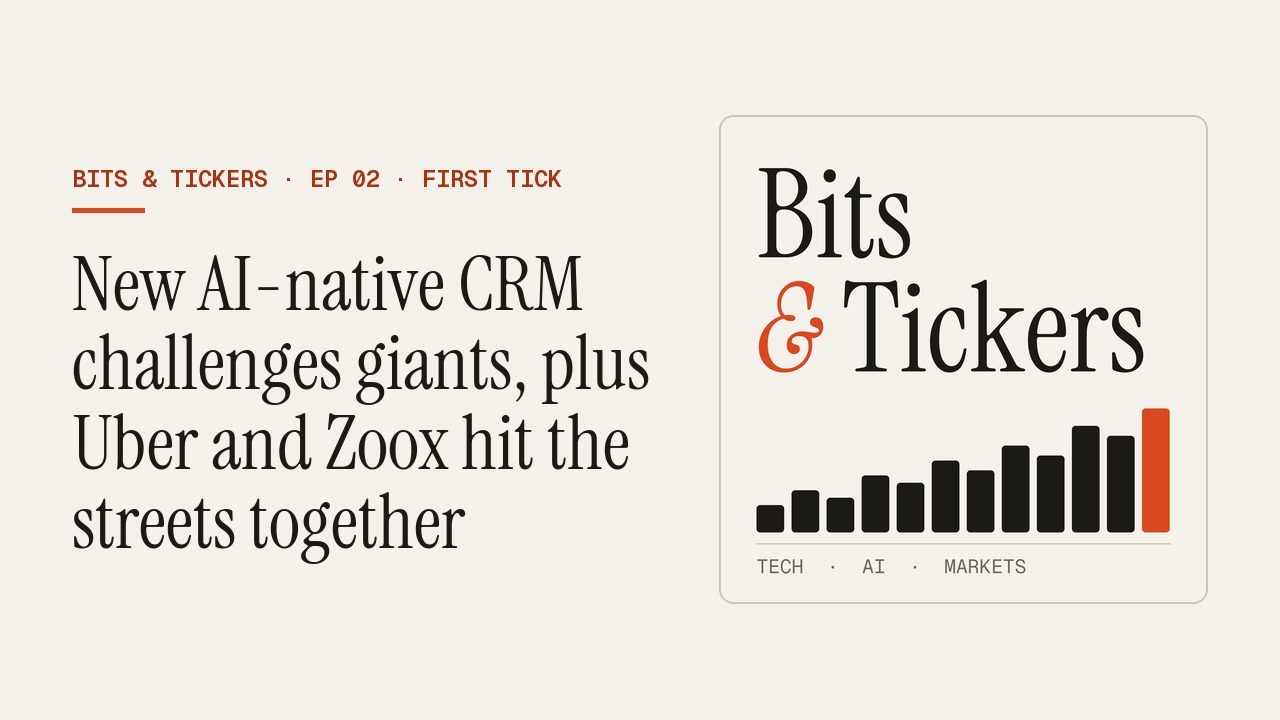 BITS & TICKERS · EP 02 · FIRST TICK
New AI-native CRM
challenges giants, plus
Uber and Zoox hit the
streets together
Bits
& Tickers
TECH · AI · MARKETS